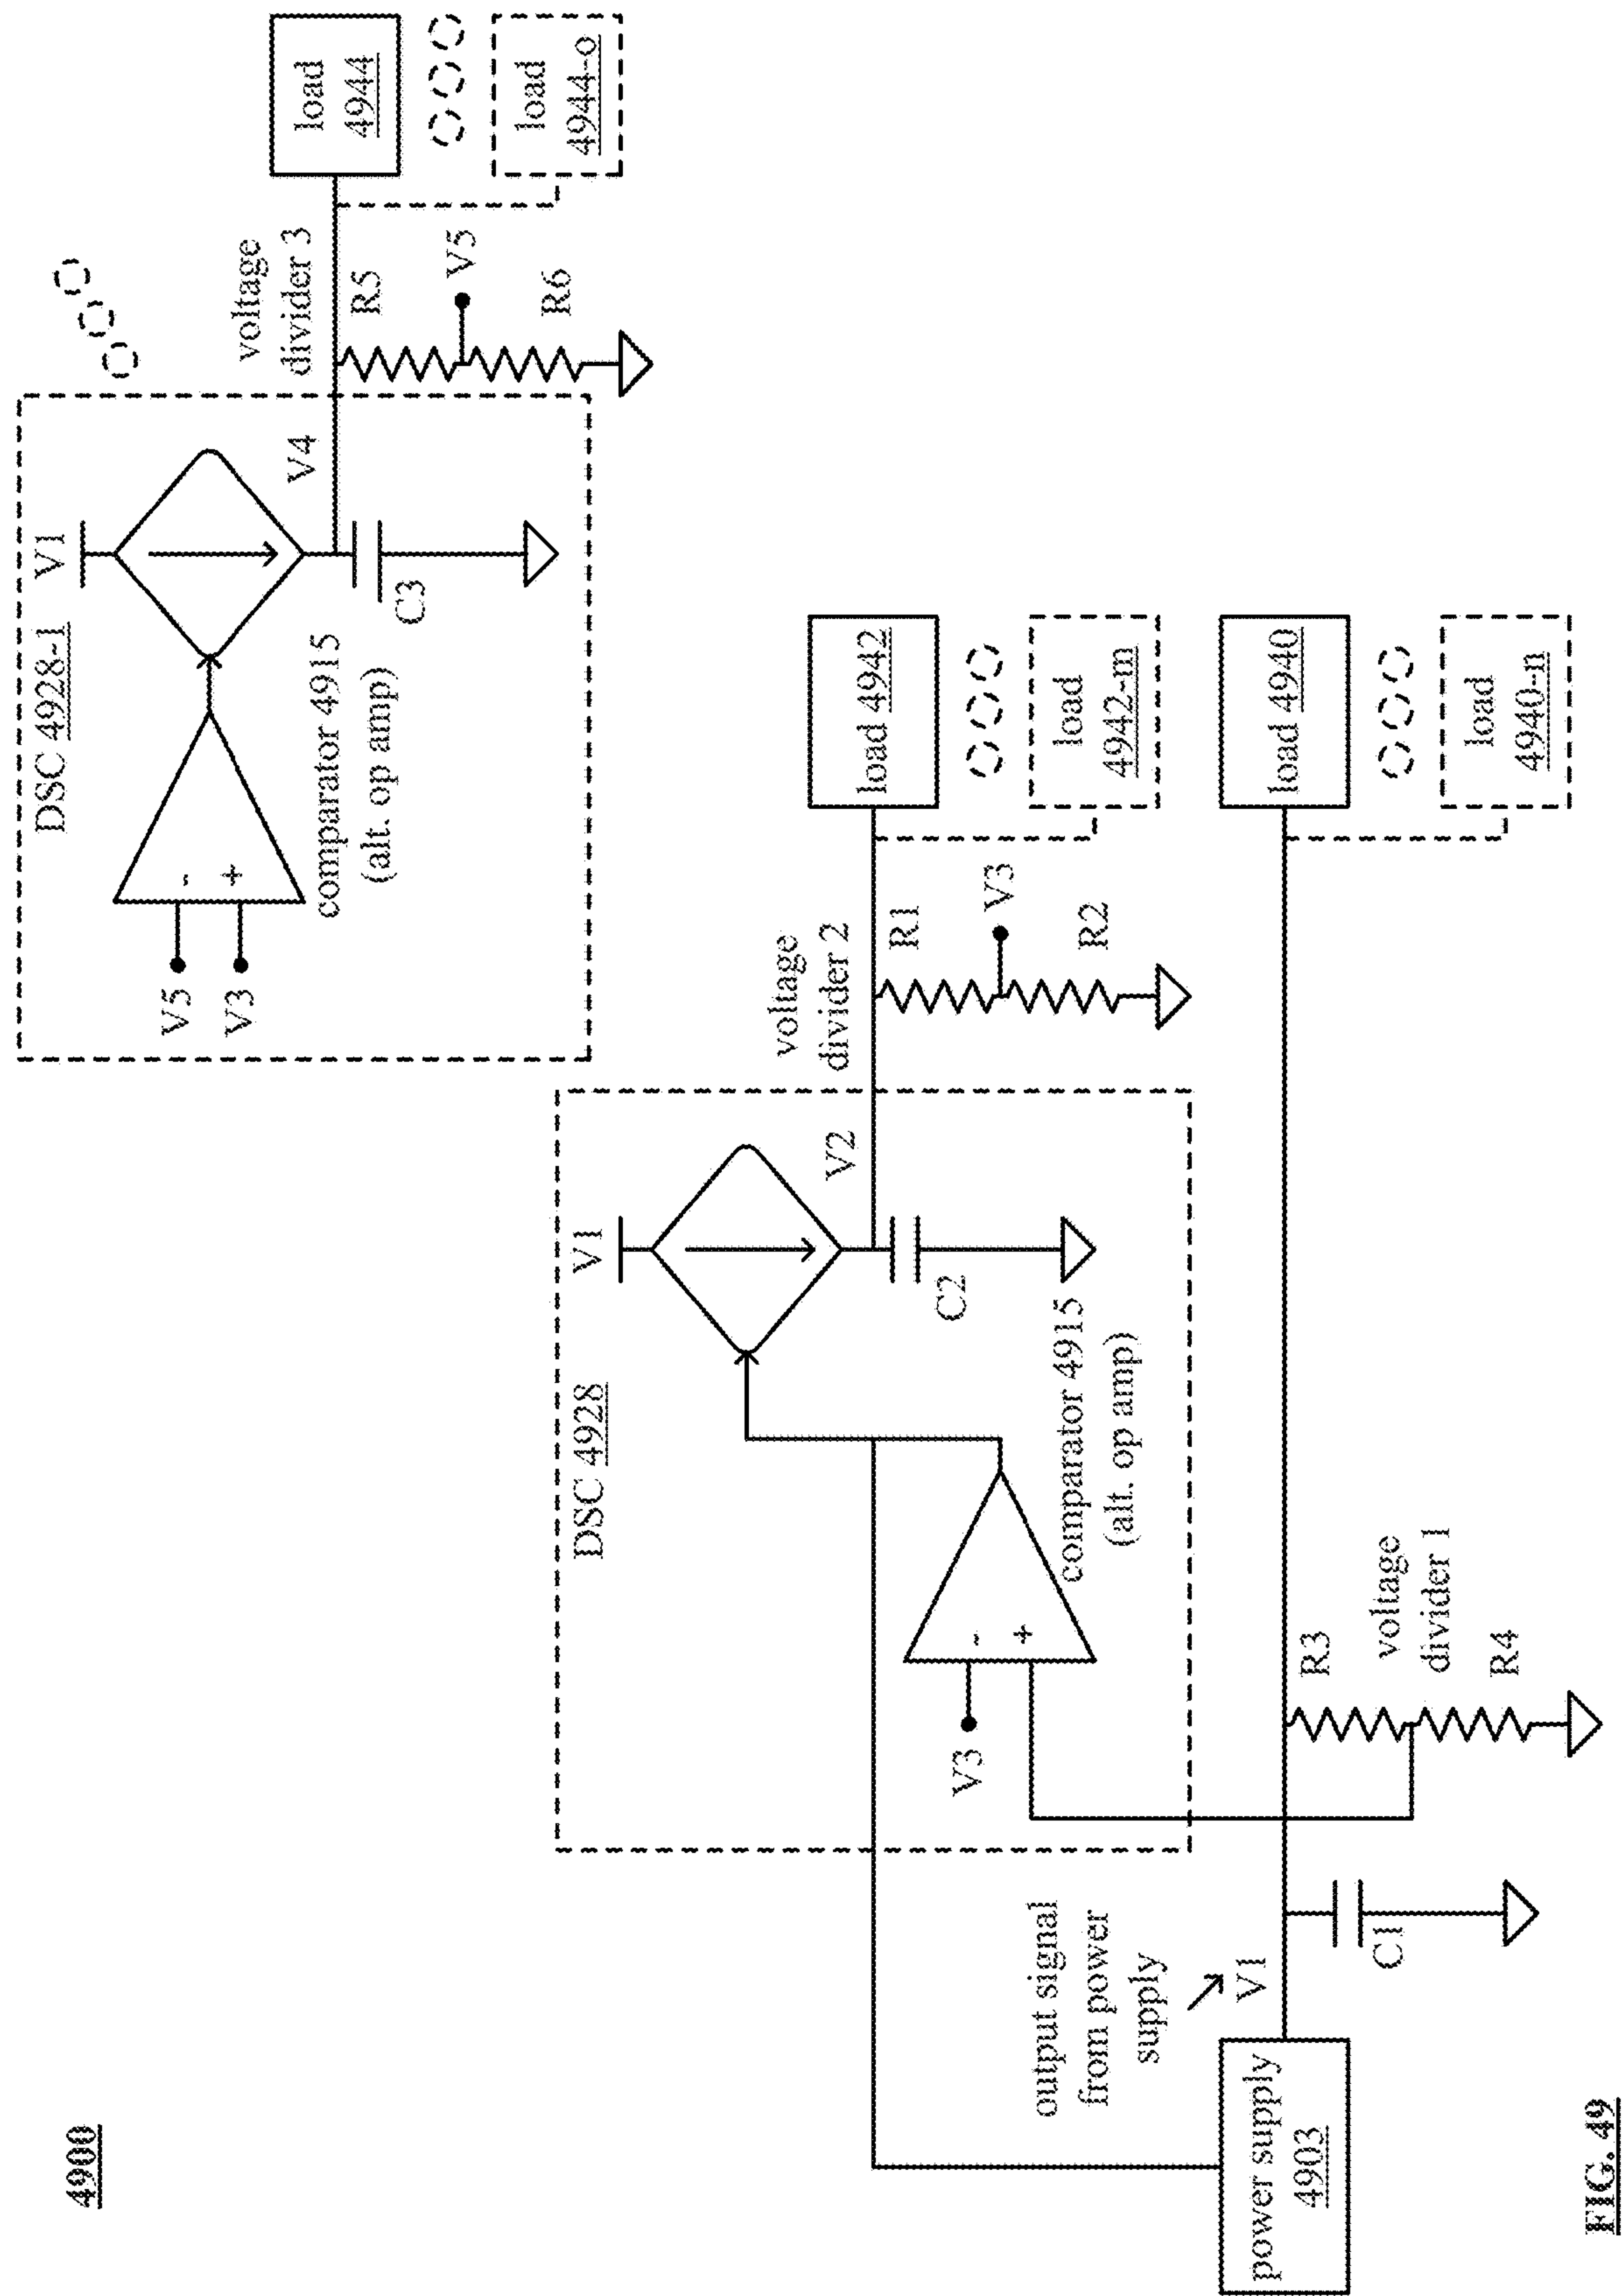 4900
DSC 4928-1
V1
V5
V3
-
+
comparator 4915
(alt. op amp)
C3
V4
voltage
divider 3
R5
V5
R6
load
4944
load
4944-o
DSC 4928
V1
V3
-
+
comparator 4915
(alt. op amp)
C2
V2
voltage
divider 2
R1
V3
R2
load 4942
load
4942-m
output signal
from power
supply
V1
power supply
4903
C1
R3
voltage
divider 1
R4
load 4940
load
4940-n
FIG. 49